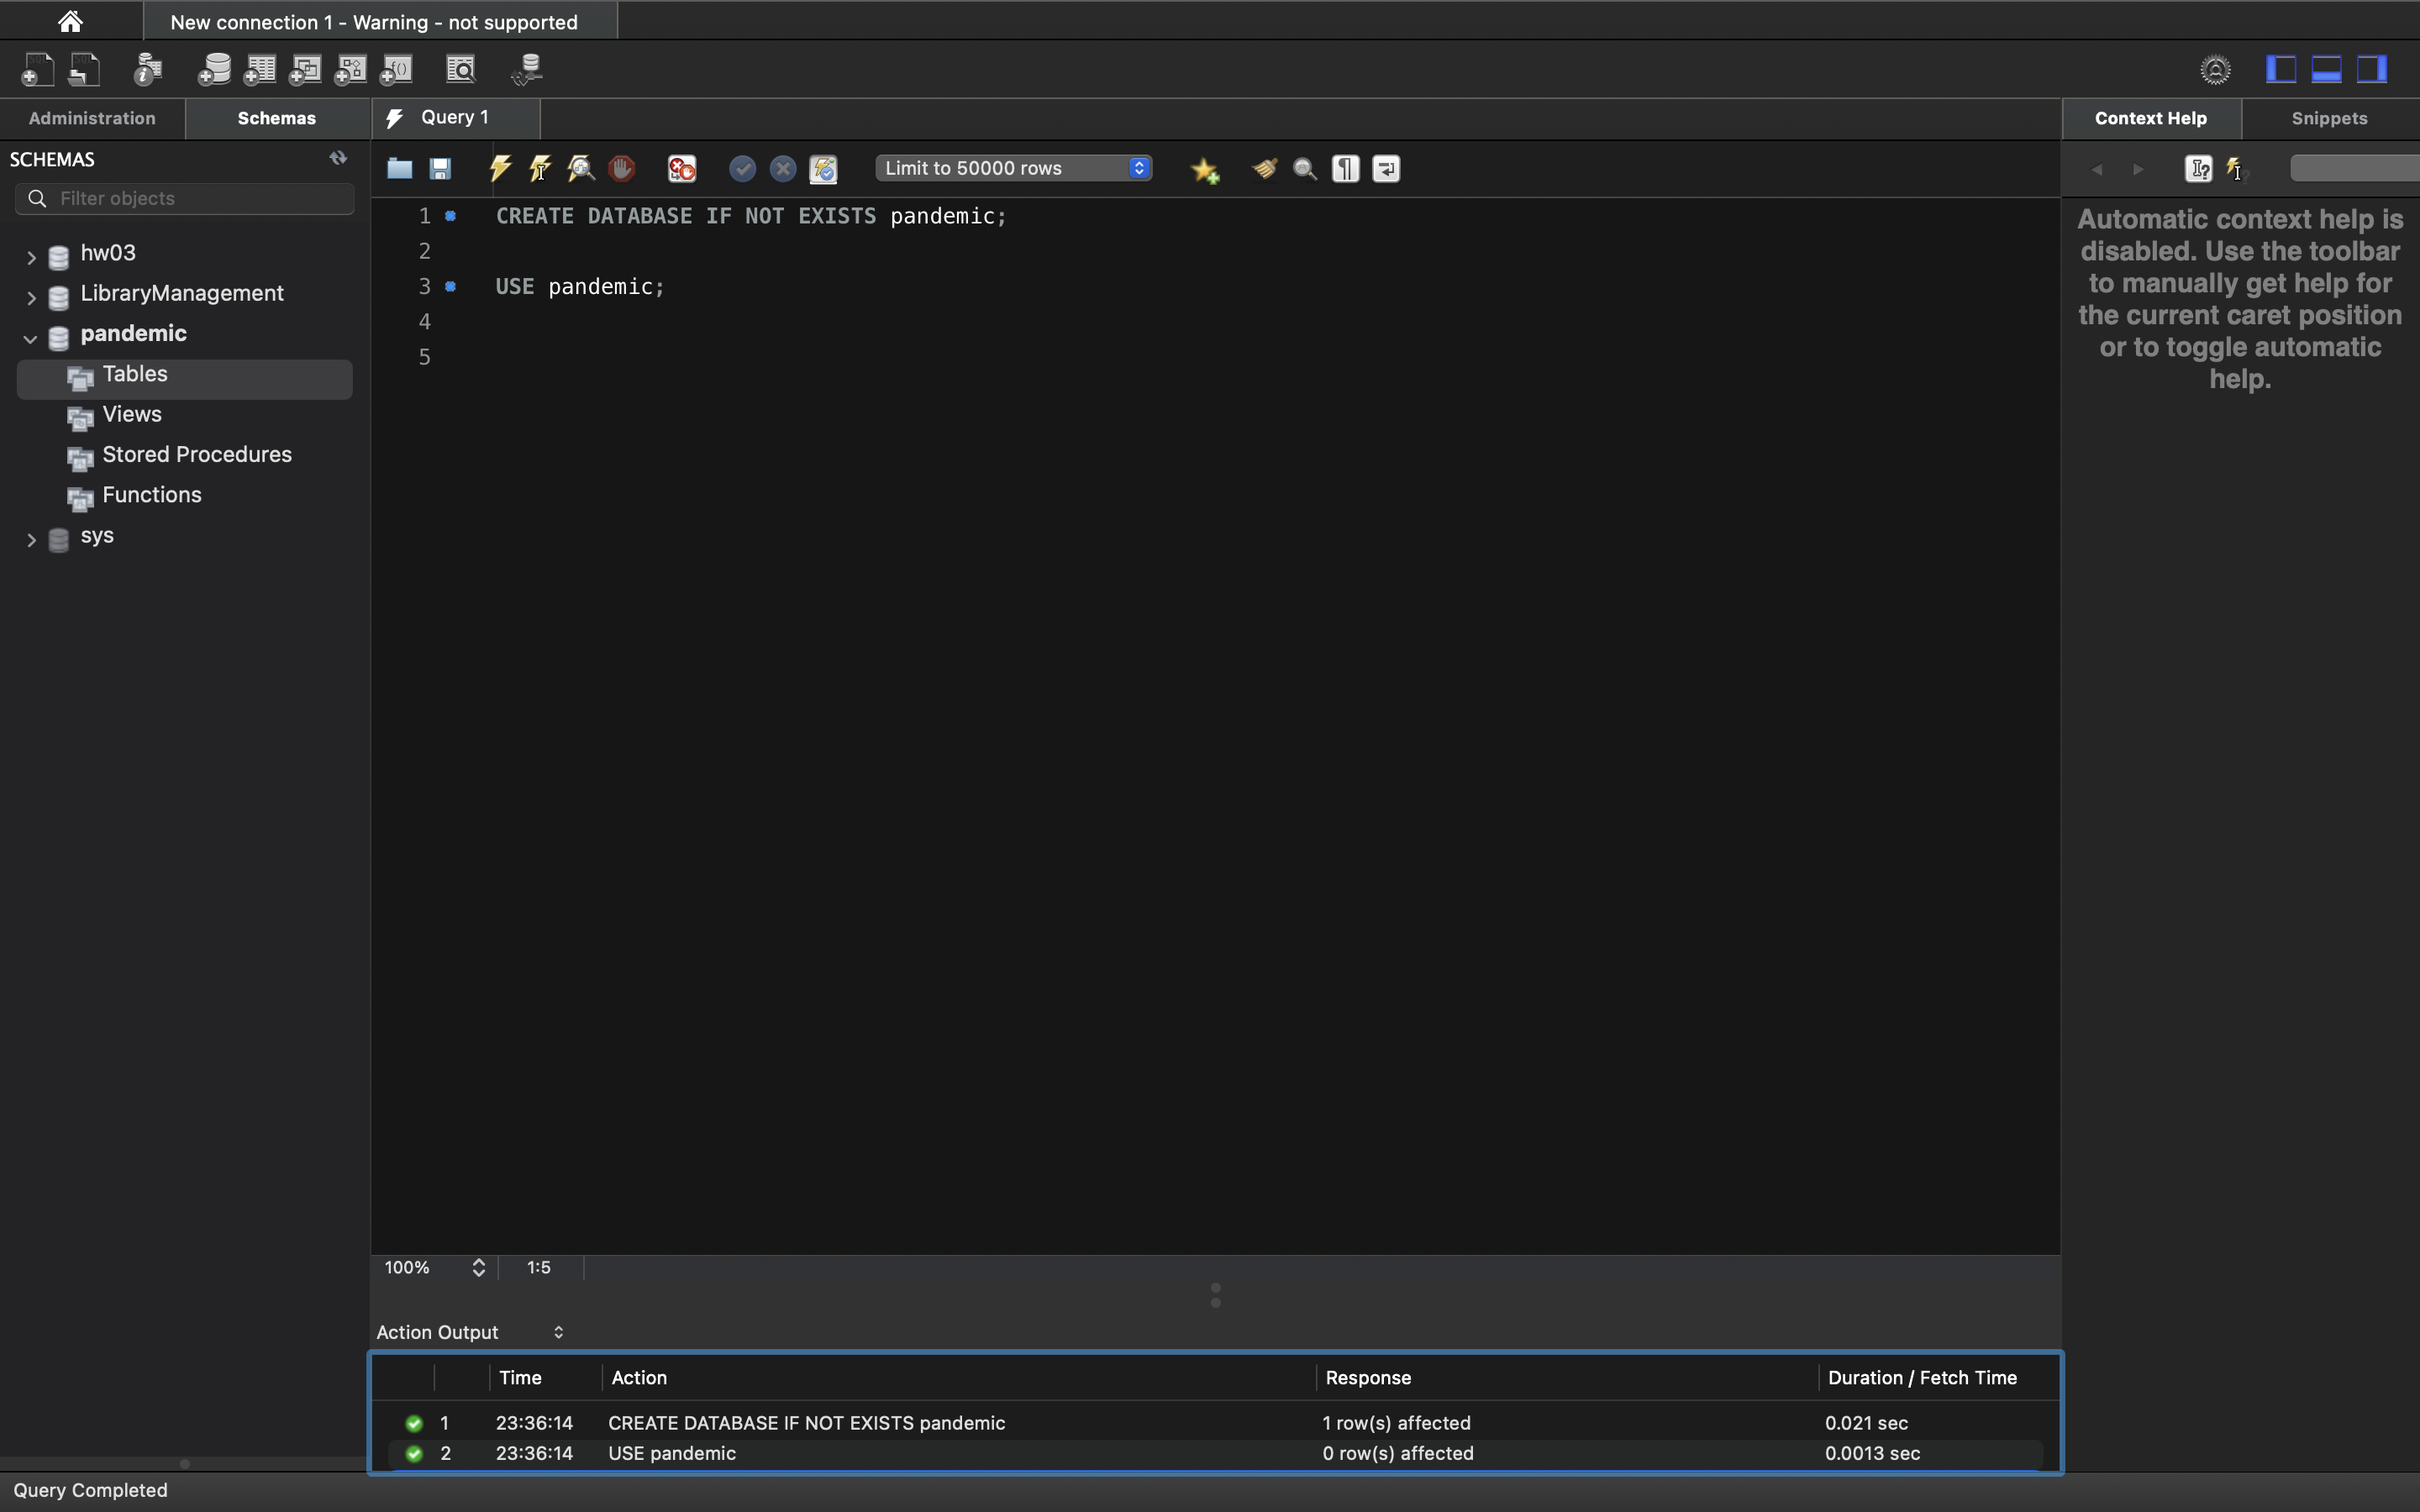 New connection 1 - Warning - not supported
Administration
Schemas
Query 1
Context Help
Snippets
SCHEMAS
Limit to 50000 rows
Filter objects
hw03
LibraryManagement
pandemic
Tables
Views
Stored Procedures
Functions
sys
1 CREATE DATABASE IF NOT EXISTS pandemic;
2
3 USE pandemic;
4
5
Automatic context help is
disabled. Use the toolbar
to manually get help for
the current caret position
or to toggle automatic
help.
100% 1:5
Action Output
Time Action Response Duration / Fetch Time
1 23:36:14 CREATE DATABASE IF NOT EXISTS pandemic 1 row(s) affected 0.021 sec
2 23:36:14 USE pandemic 0 row(s) affected 0.0013 sec
Query Completed